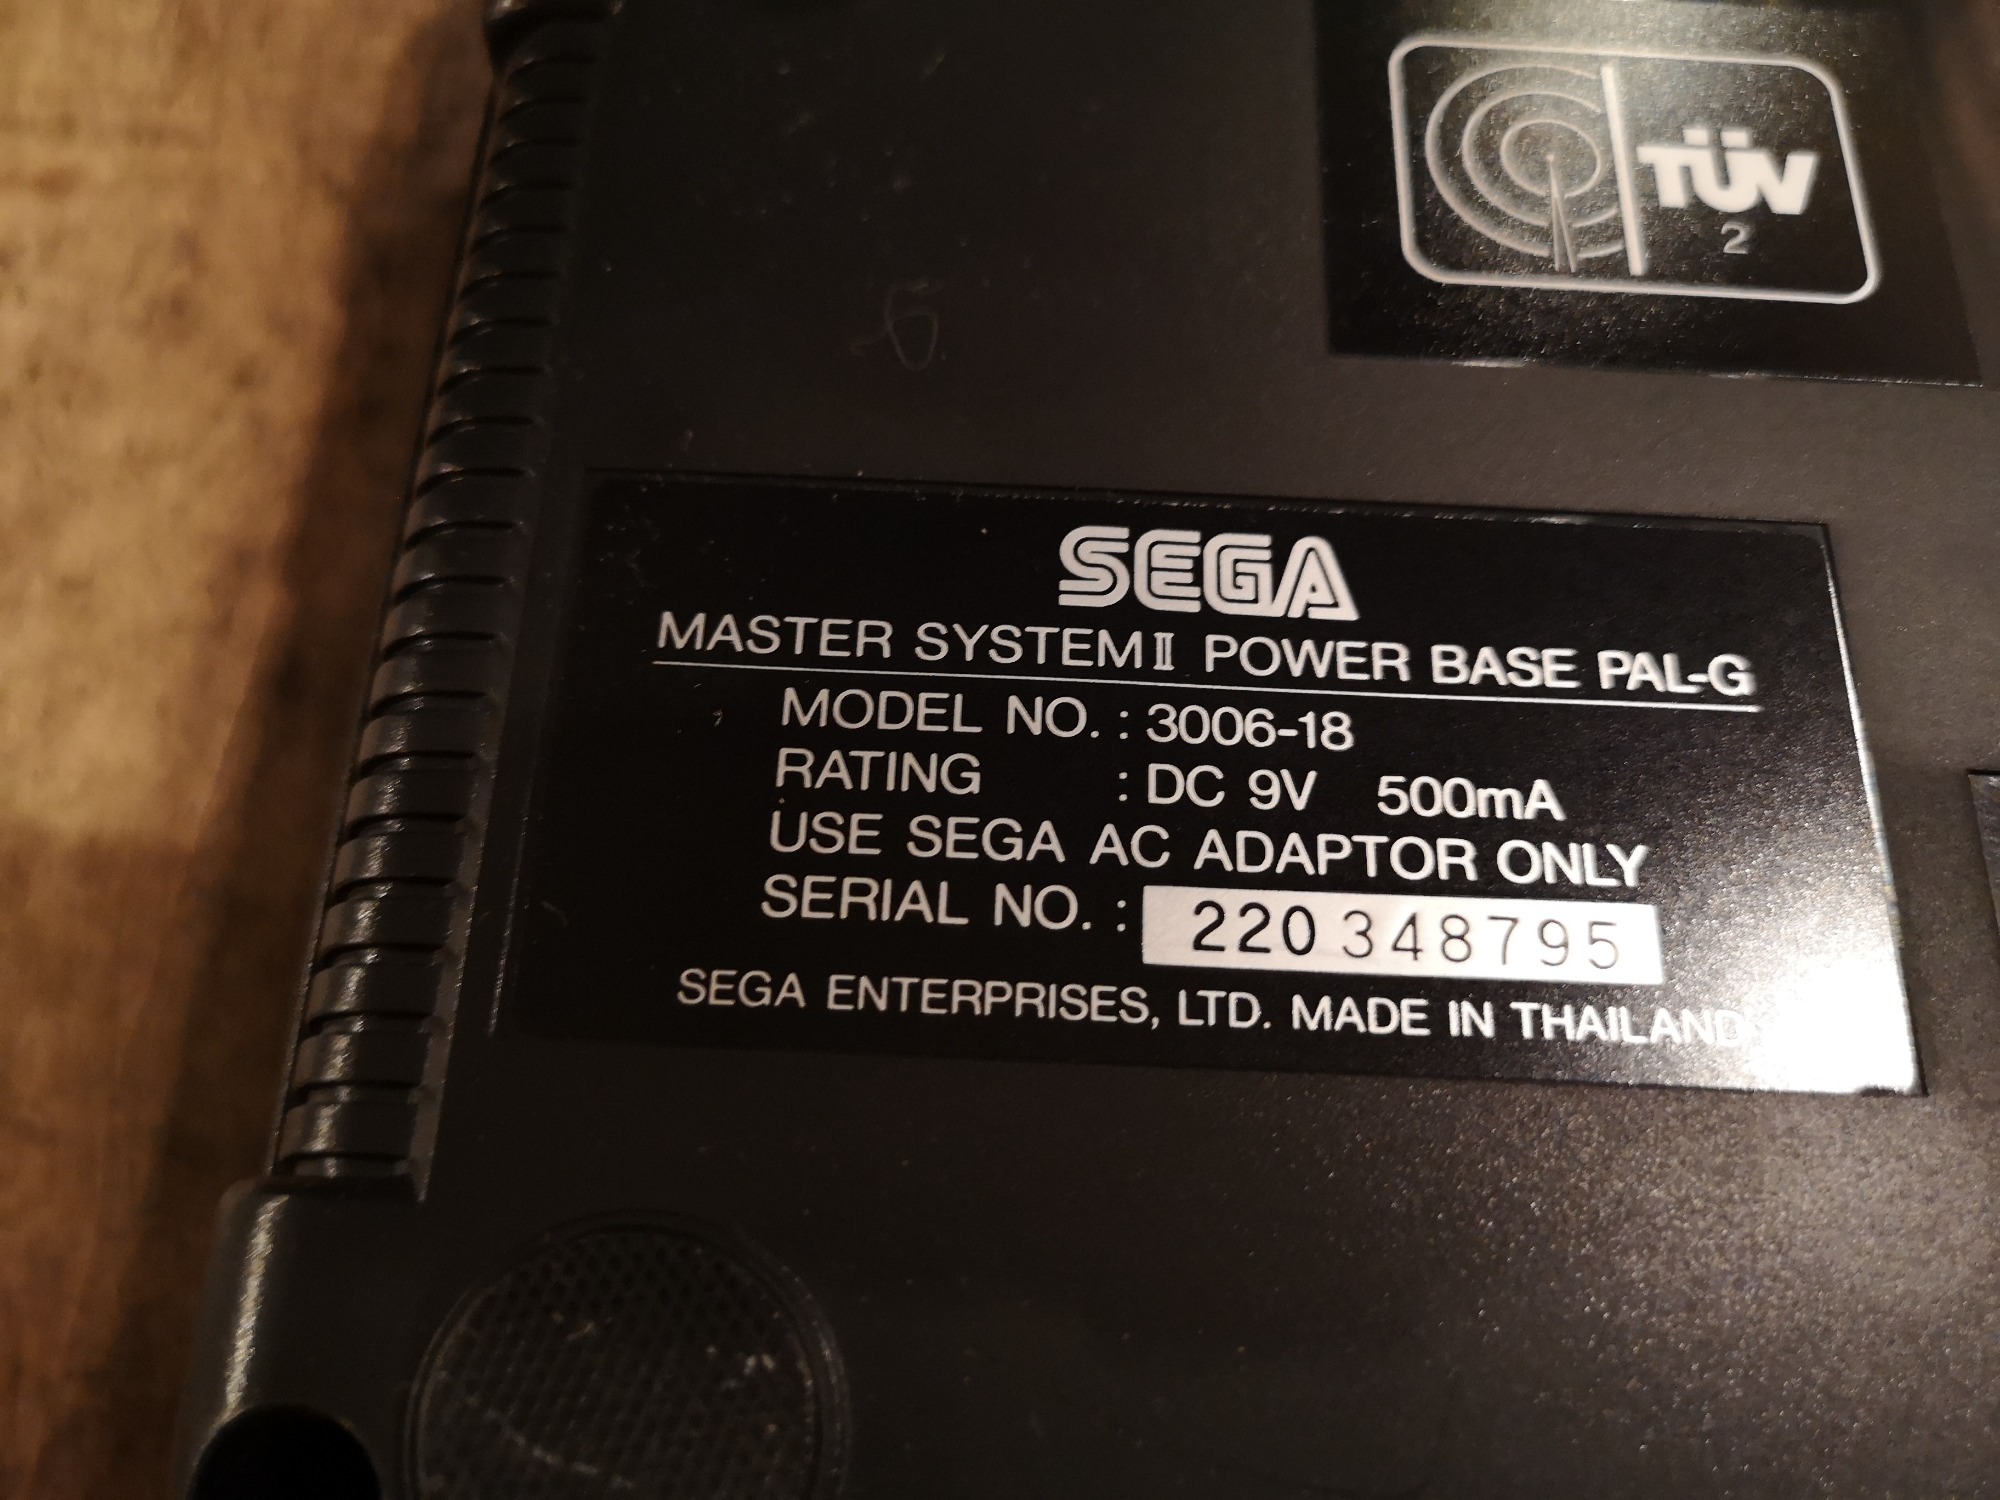 TÜV
2
SEGA
MASTER SYSTEM II POWER BASE PAL-G
MODEL NO. : 3006-18
RATING : DC 9V 500mA
USE SEGA AC ADAPTOR ONLY
SERIAL NO. : 220 348795
SEGA ENTERPRISES, LTD. MADE IN THAILAND